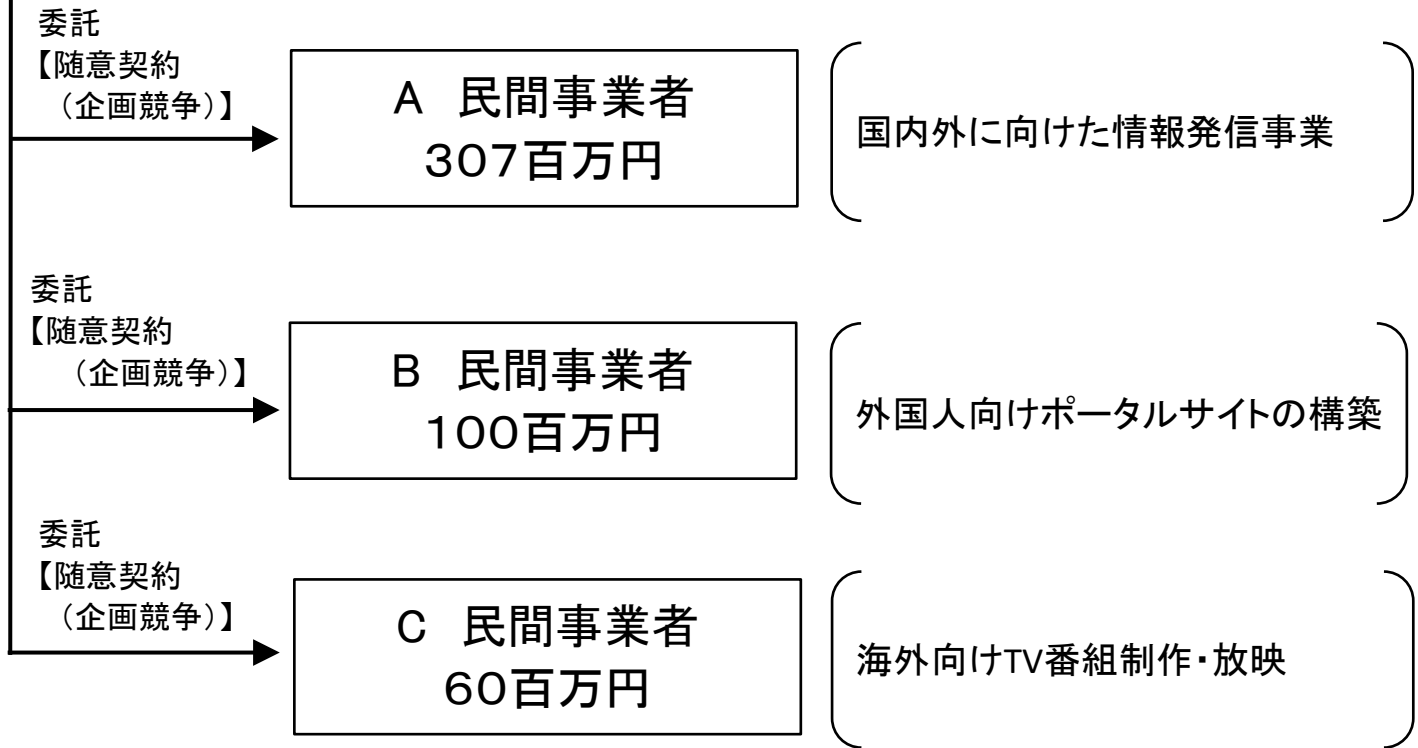 委託
【随意契約
（企画競争）】
A　民間事業者
３０７百万円
国内外に向けた情報発信事業
委託
【随意契約
（企画競争）】
B　民間事業者
１００百万円
外国人向けポータルサイトの構築
委託
【随意契約
（企画競争）】
C　民間事業者
６０百万円
海外向けTV番組制作・放映